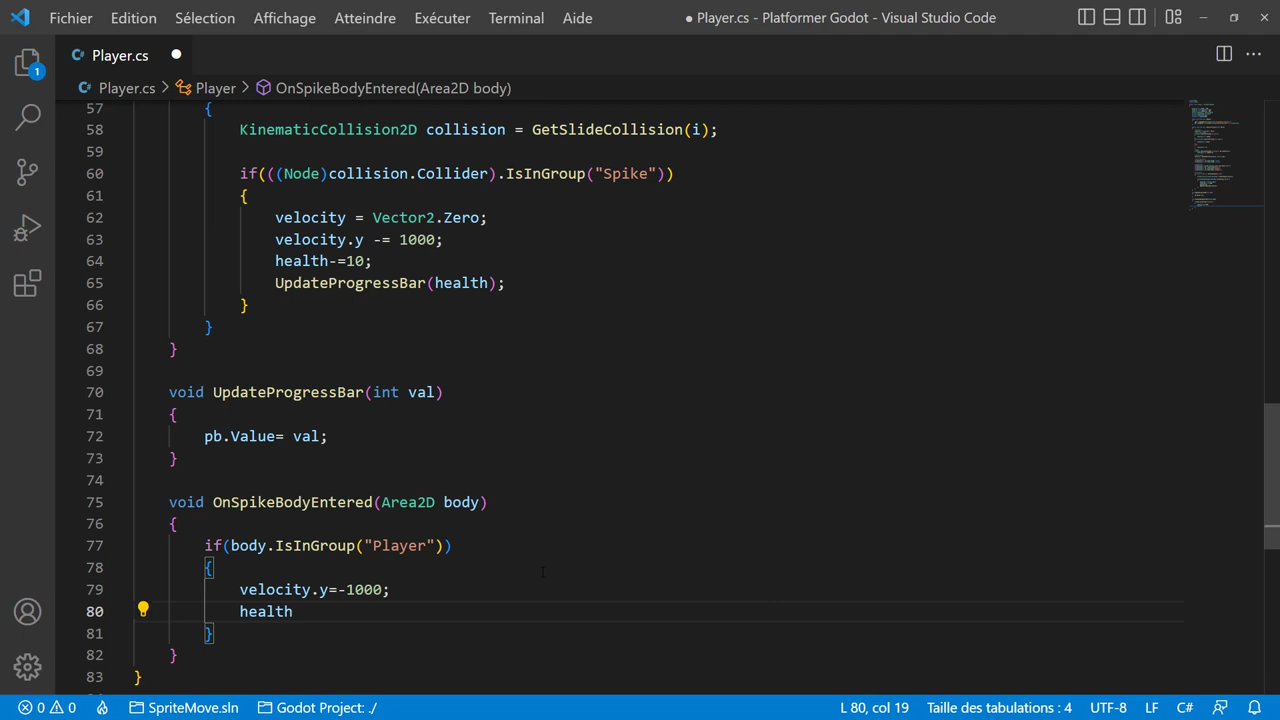 Fichier Edition Sélection Affichage Atteindre Exécuter Terminal Aide ● Player.cs - Platformer Godot - Visual Studio Code
Player.cs
Player.cs > Player > OnSpikeBodyEntered(Area2D body)
57 {
58 KinematicCollision2D collision = GetSlideCollision(i);
59
60 if(((Node)collision.Collider).IsInGroup("Spike"))
61 {
62 velocity = Vector2.Zero;
63 velocity.y -= 1000;
64 health-=10;
65 UpdateProgressBar(health);
66 }
67 }
68 }
69
70 void UpdateProgressBar(int val)
71 {
72 pb.Value= val;
73 }
74
75 void OnSpikeBodyEntered(Area2D body)
76 {
77 if(body.IsInGroup("Player"))
78 {
79 velocity.y=-1000;
80 health
81 }
82 }
83 }
1
0 0 SpriteMove.sln Godot Project: ./ L 80, col 19 Taille des tabulations : 4 UTF-8 LF C#